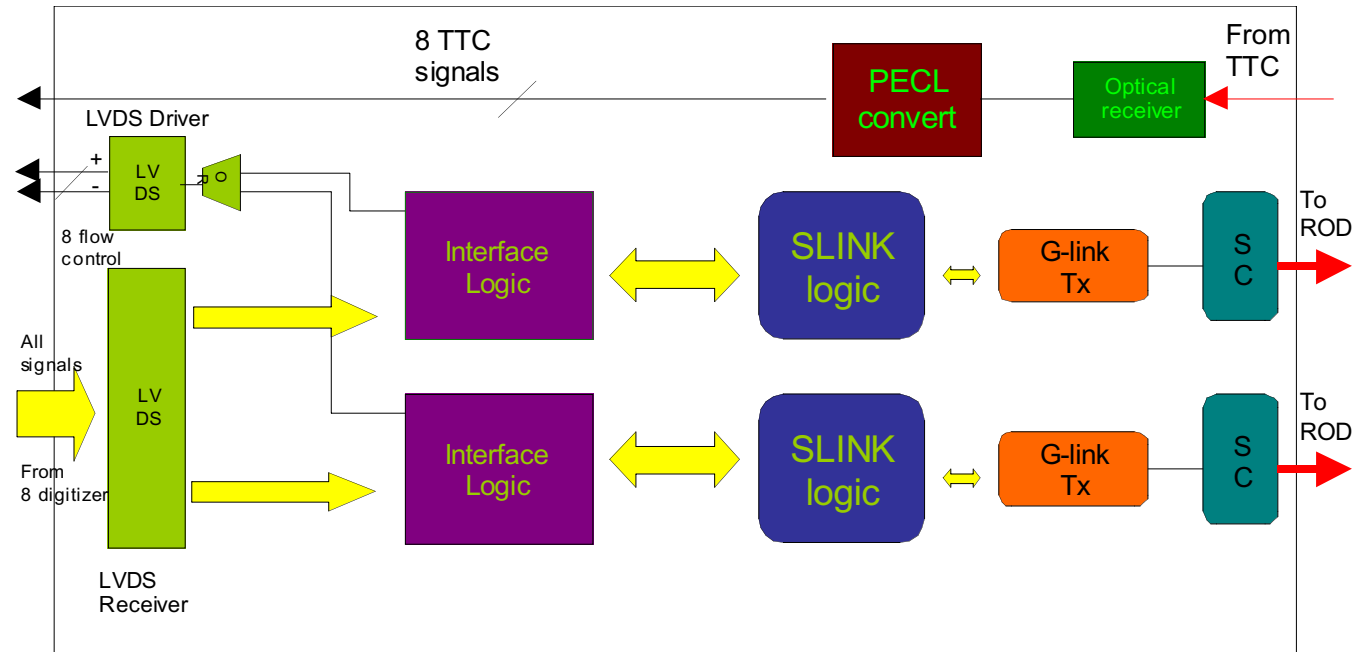 8 TTC
signals
PECL
convert
Optical
receiver
From
TTC
LVDS Driver
+
-
LV
DS
O
R
8 flow
control
Interface
Logic
SLINK
logic
G-link
Tx
S
C
To
ROD
All
signals
From
8 digitizer
LV
DS
LVDS
Receiver
Interface
Logic
SLINK
logic
G-link
Tx
S
C
To
ROD